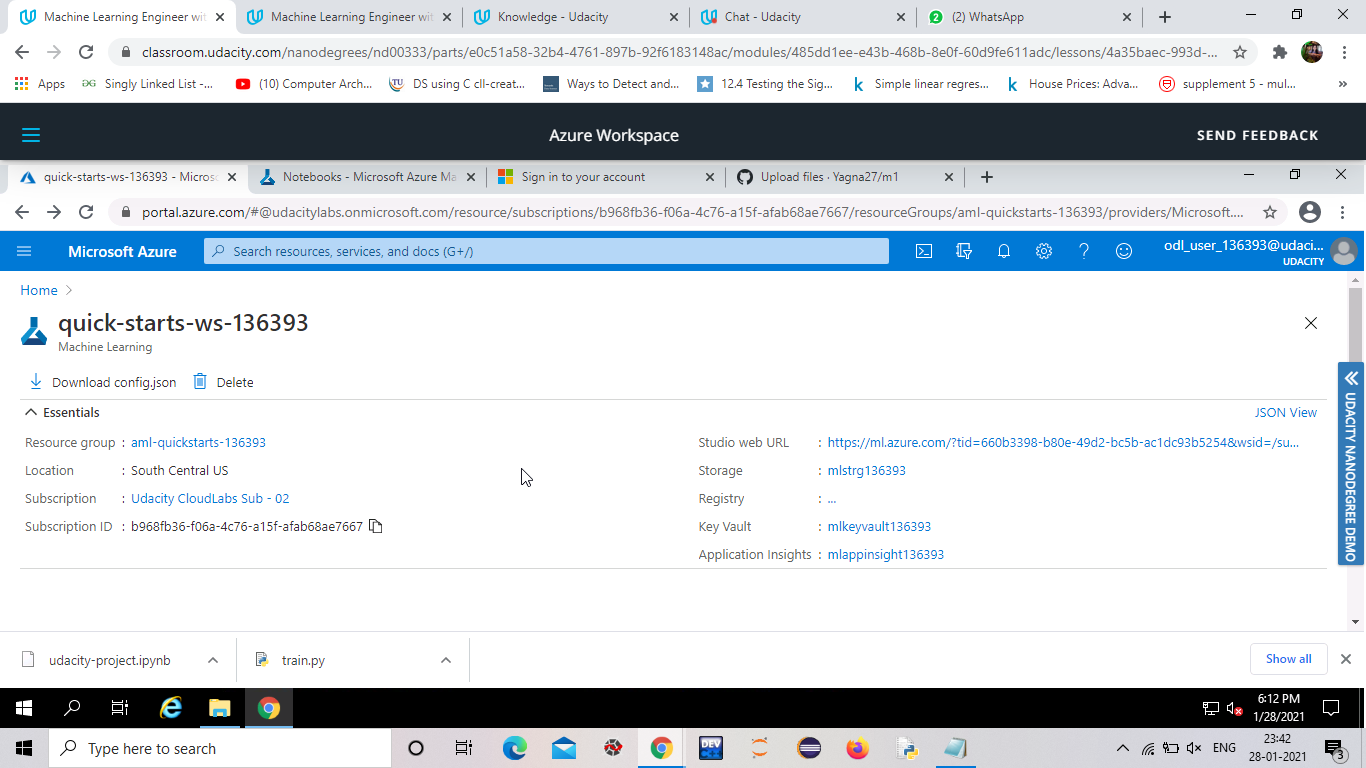 Machine Learning Engineer wit
Machine Learning Engineer wit
Knowledge - Udacity
Chat - Udacity
(2) WhatsApp
classroom.udacity.com/nanodegrees/nd00333/parts/e0c51a58-32b4-4761-897b-92f6183148ac/modules/485dd1ee-e43b-468b-8e0f-60d9fe611adc/lessons/4a35baec-993d-...
Apps
Singly Linked List -...
(10) Computer Arch...
DS using C cll-creat...
Ways to Detect and...
12.4 Testing the Sig...
Simple linear regres...
House Prices: Adva...
supplement 5 - mul...
Azure Workspace
SEND FEEDBACK
quick-starts-ws-136393 - Micros
Notebooks - Microsoft Azure Ma
Sign in to your account
Upload files · Yagna27/m1
portal.azure.com/#@udacitylabs.onmicrosoft.com/resource/subscriptions/b968fb36-f06a-4c76-a15f-afab68ae7667/resourceGroups/aml-quickstarts-136393/providers/Microsoft....
Microsoft Azure
Search resources, services, and docs (G+/)
odl_user_136393@udaci...
UDACITY
Home
quick-starts-ws-136393
Machine Learning
Download config.json
Delete
Essentials
JSON View
Resource group : aml-quickstarts-136393
Location : South Central US
Subscription : Udacity CloudLabs Sub - 02
Subscription ID : b968fb36-f06a-4c76-a15f-afab68ae7667
Studio web URL : https://ml.azure.com/?tid=660b3398-b80e-49d2-bc5b-ac1dc93b5254&wsid=/su...
Storage : mlstrg136393
Registry : ...
Key Vault : mlkeyvault136393
Application Insights : mlappinsight136393
UDACITY NANODEGREE DEMO
udacity-project.ipynb
train.py
Show all
6:12 PM
1/28/2021
Type here to search
DEV
ENG
23:42
28-01-2021
3